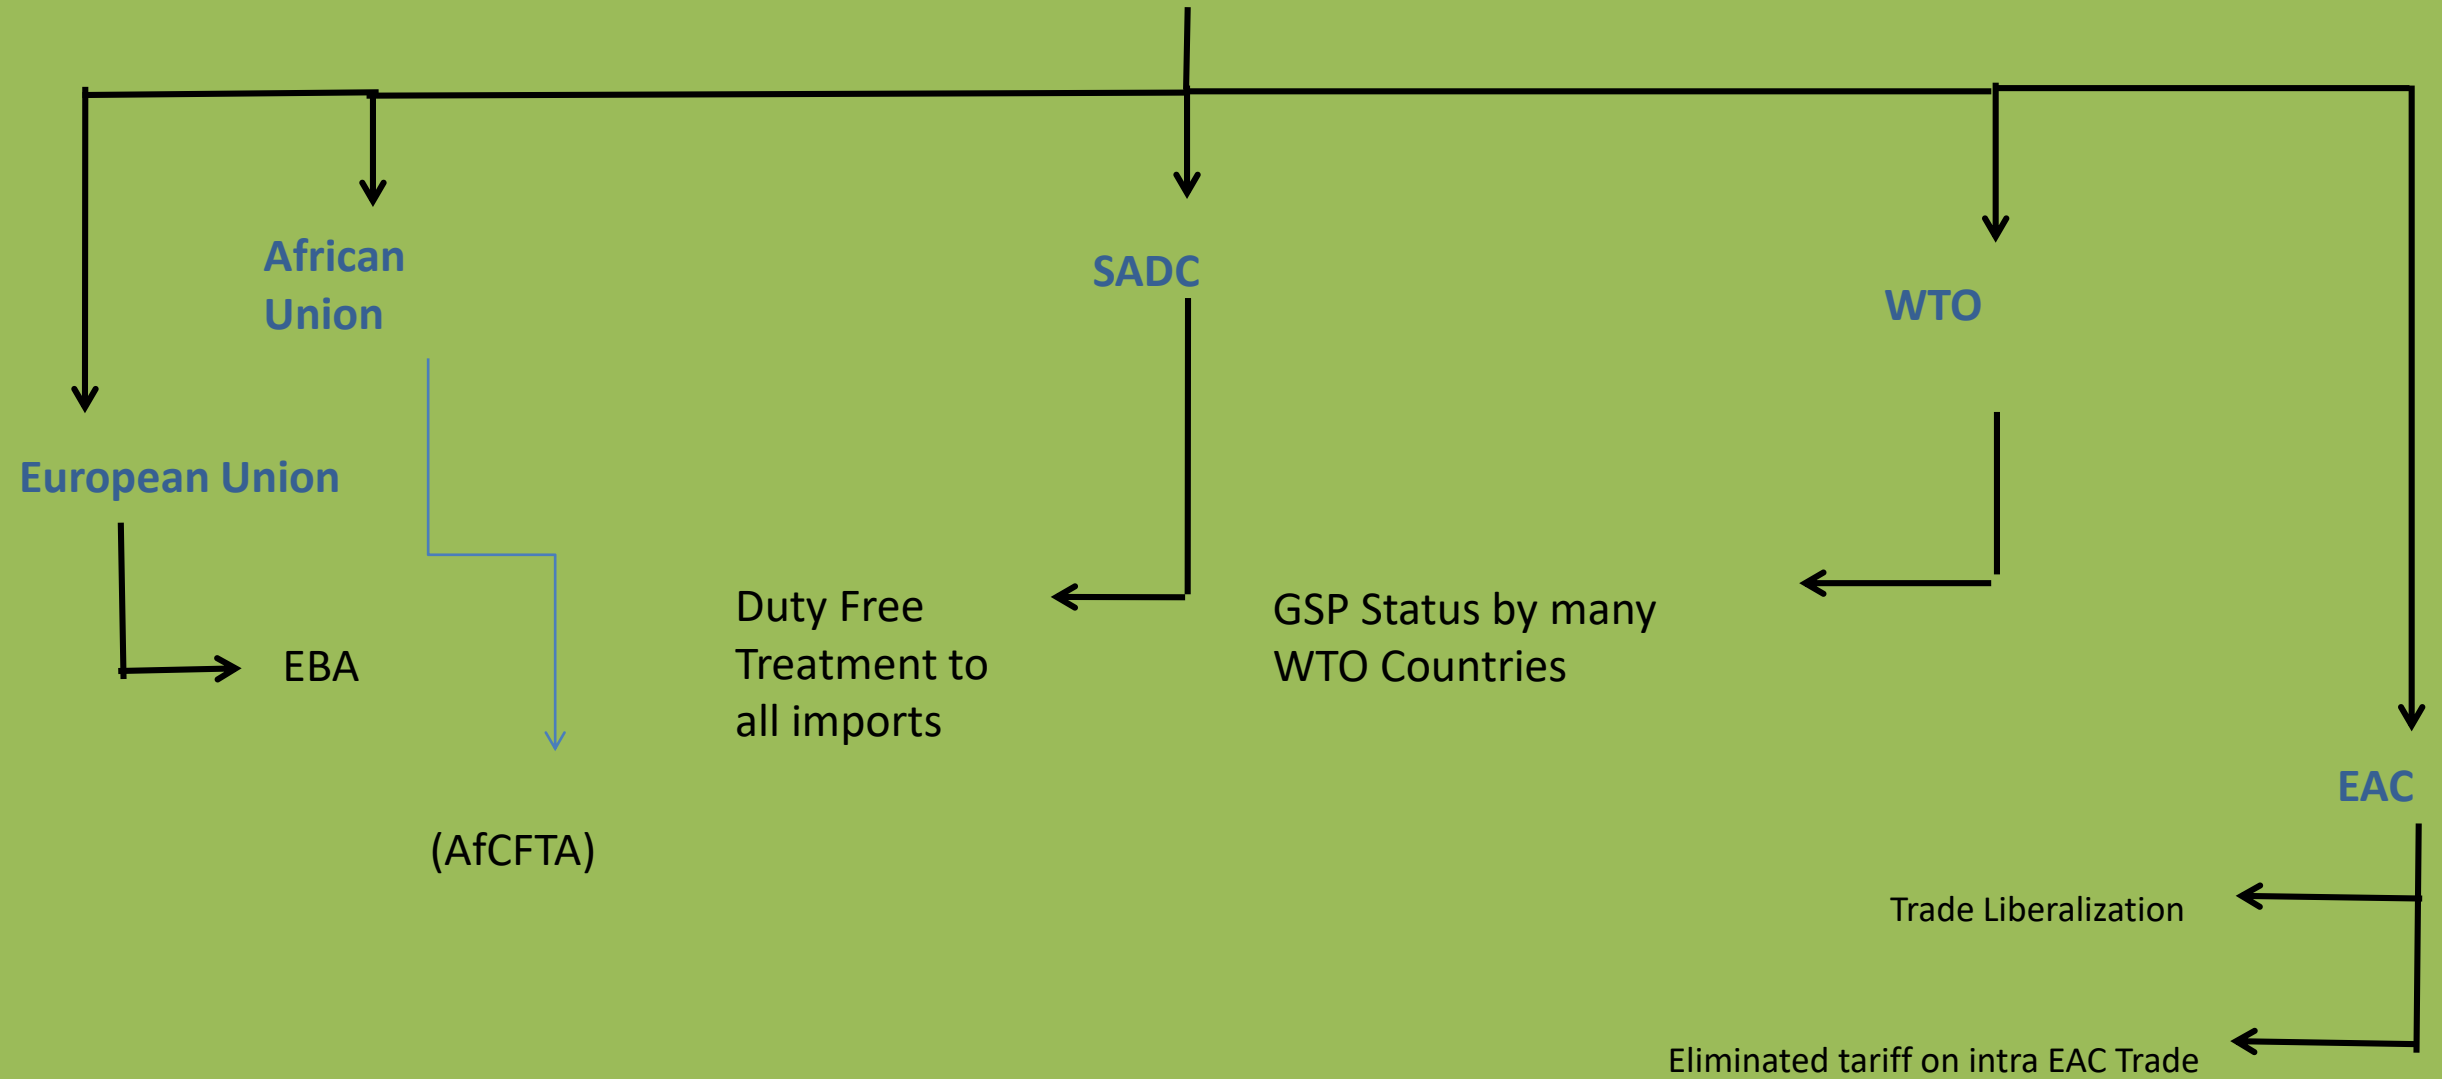 African
Union
SADC
WTO
European Union
EBA
Duty Free
Treatment to
all imports
GSP Status by many
WTO Countries
(AfCFTA)
EAC
Trade Liberalization
Eliminated tariff on intra EAC Trade